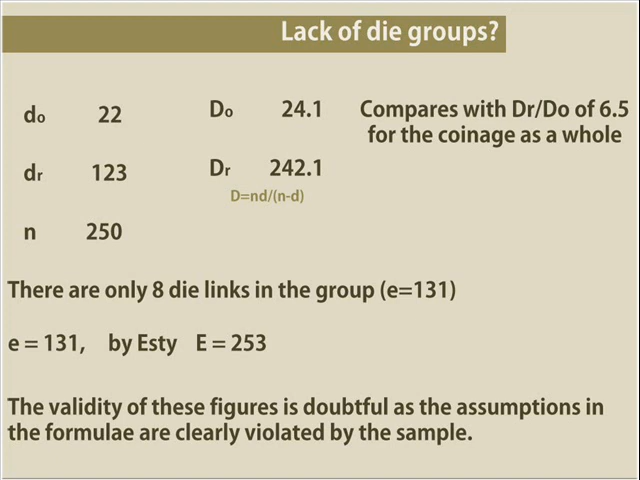 Lack of die groups?
do 22 Do 24.1 Compares with Dr/Do of 6.5
for the coinage as a whole
dr 123 Dr 242.1
D=nd/(n-d)
n 250
There are only 8 die links in the group (e=131)
e = 131, by Esty E = 253
The validity of these figures is doubtful as the assumptions in
the formulae are clearly violated by the sample.